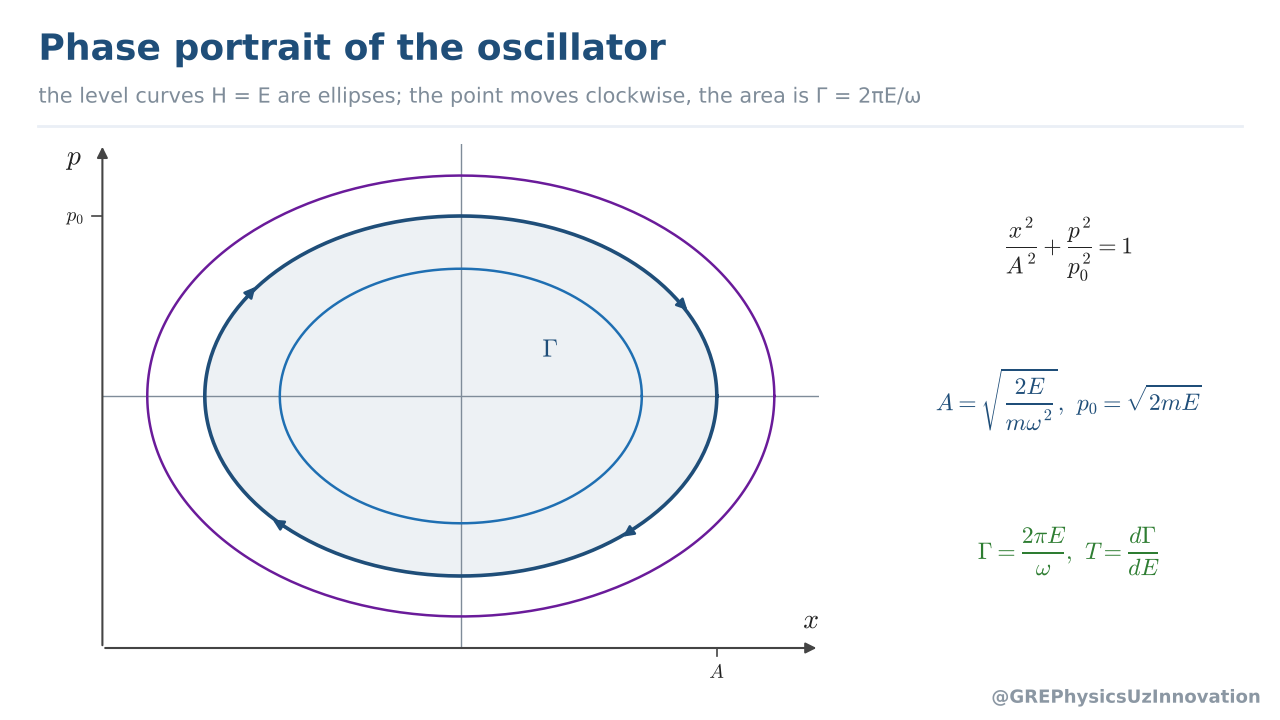 Phase portrait of the oscillator
the level curves H = E are ellipses; the point moves clockwise, the area is Γ = 2πE/ω
p
p₀
Γ
x
A
x²/A² + p²/p₀² = 1
A = √(2E/mω²), p₀ = √(2mE)
Γ = 2πE/ω, T = dΓ/dE
@GREPhysicsUzInnovation